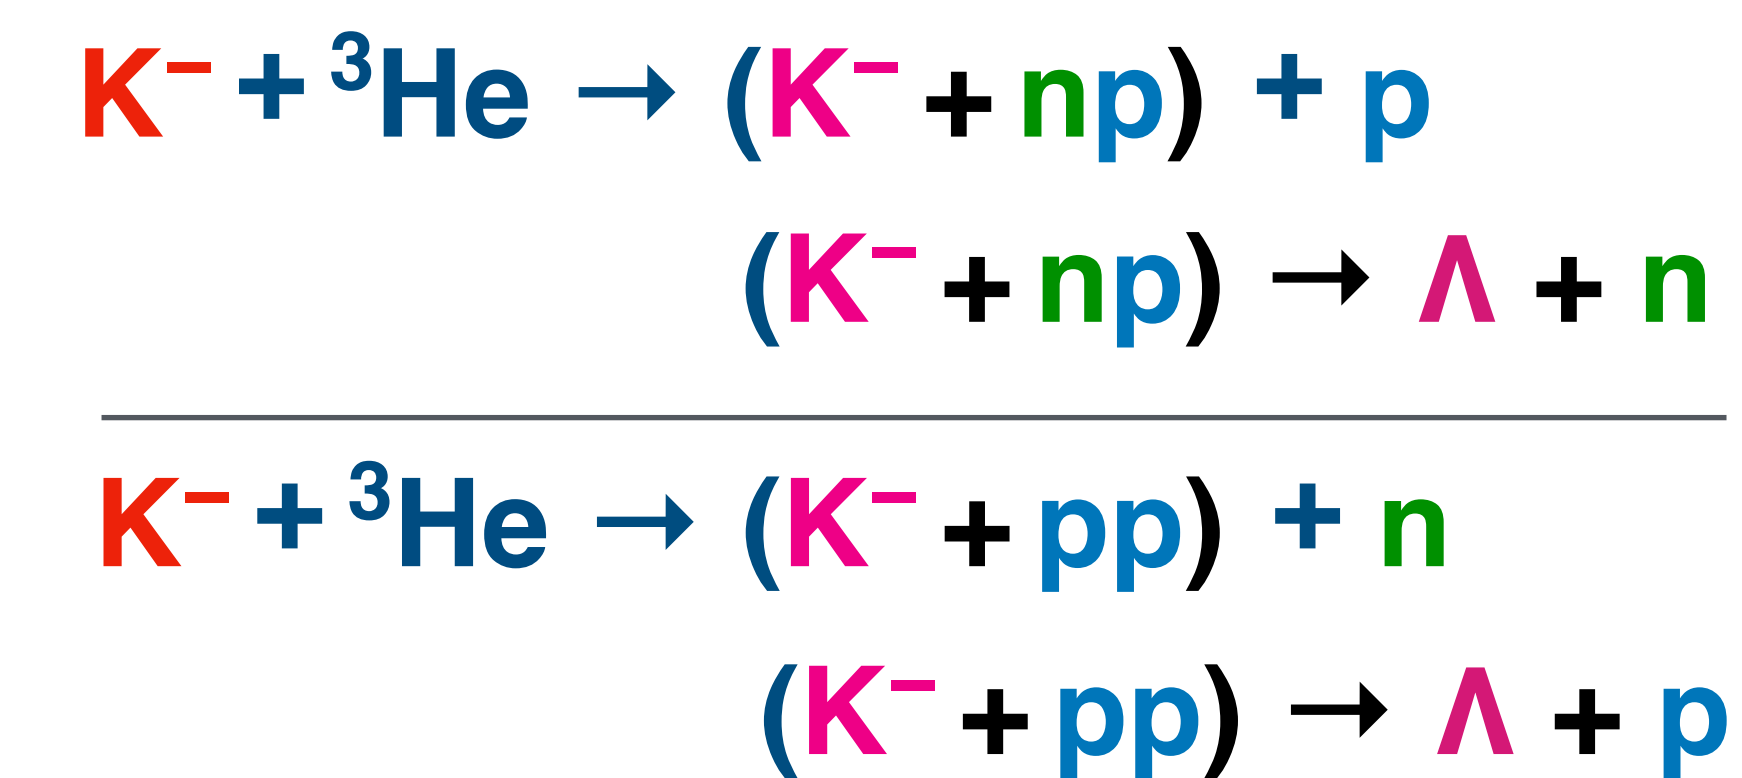 K⁻ + ³He → (K⁻ + np) + p
(K⁻ + np) → Λ + n
K⁻ + ³He → (K⁻ + pp) + n
(K⁻ + pp) → Λ + p